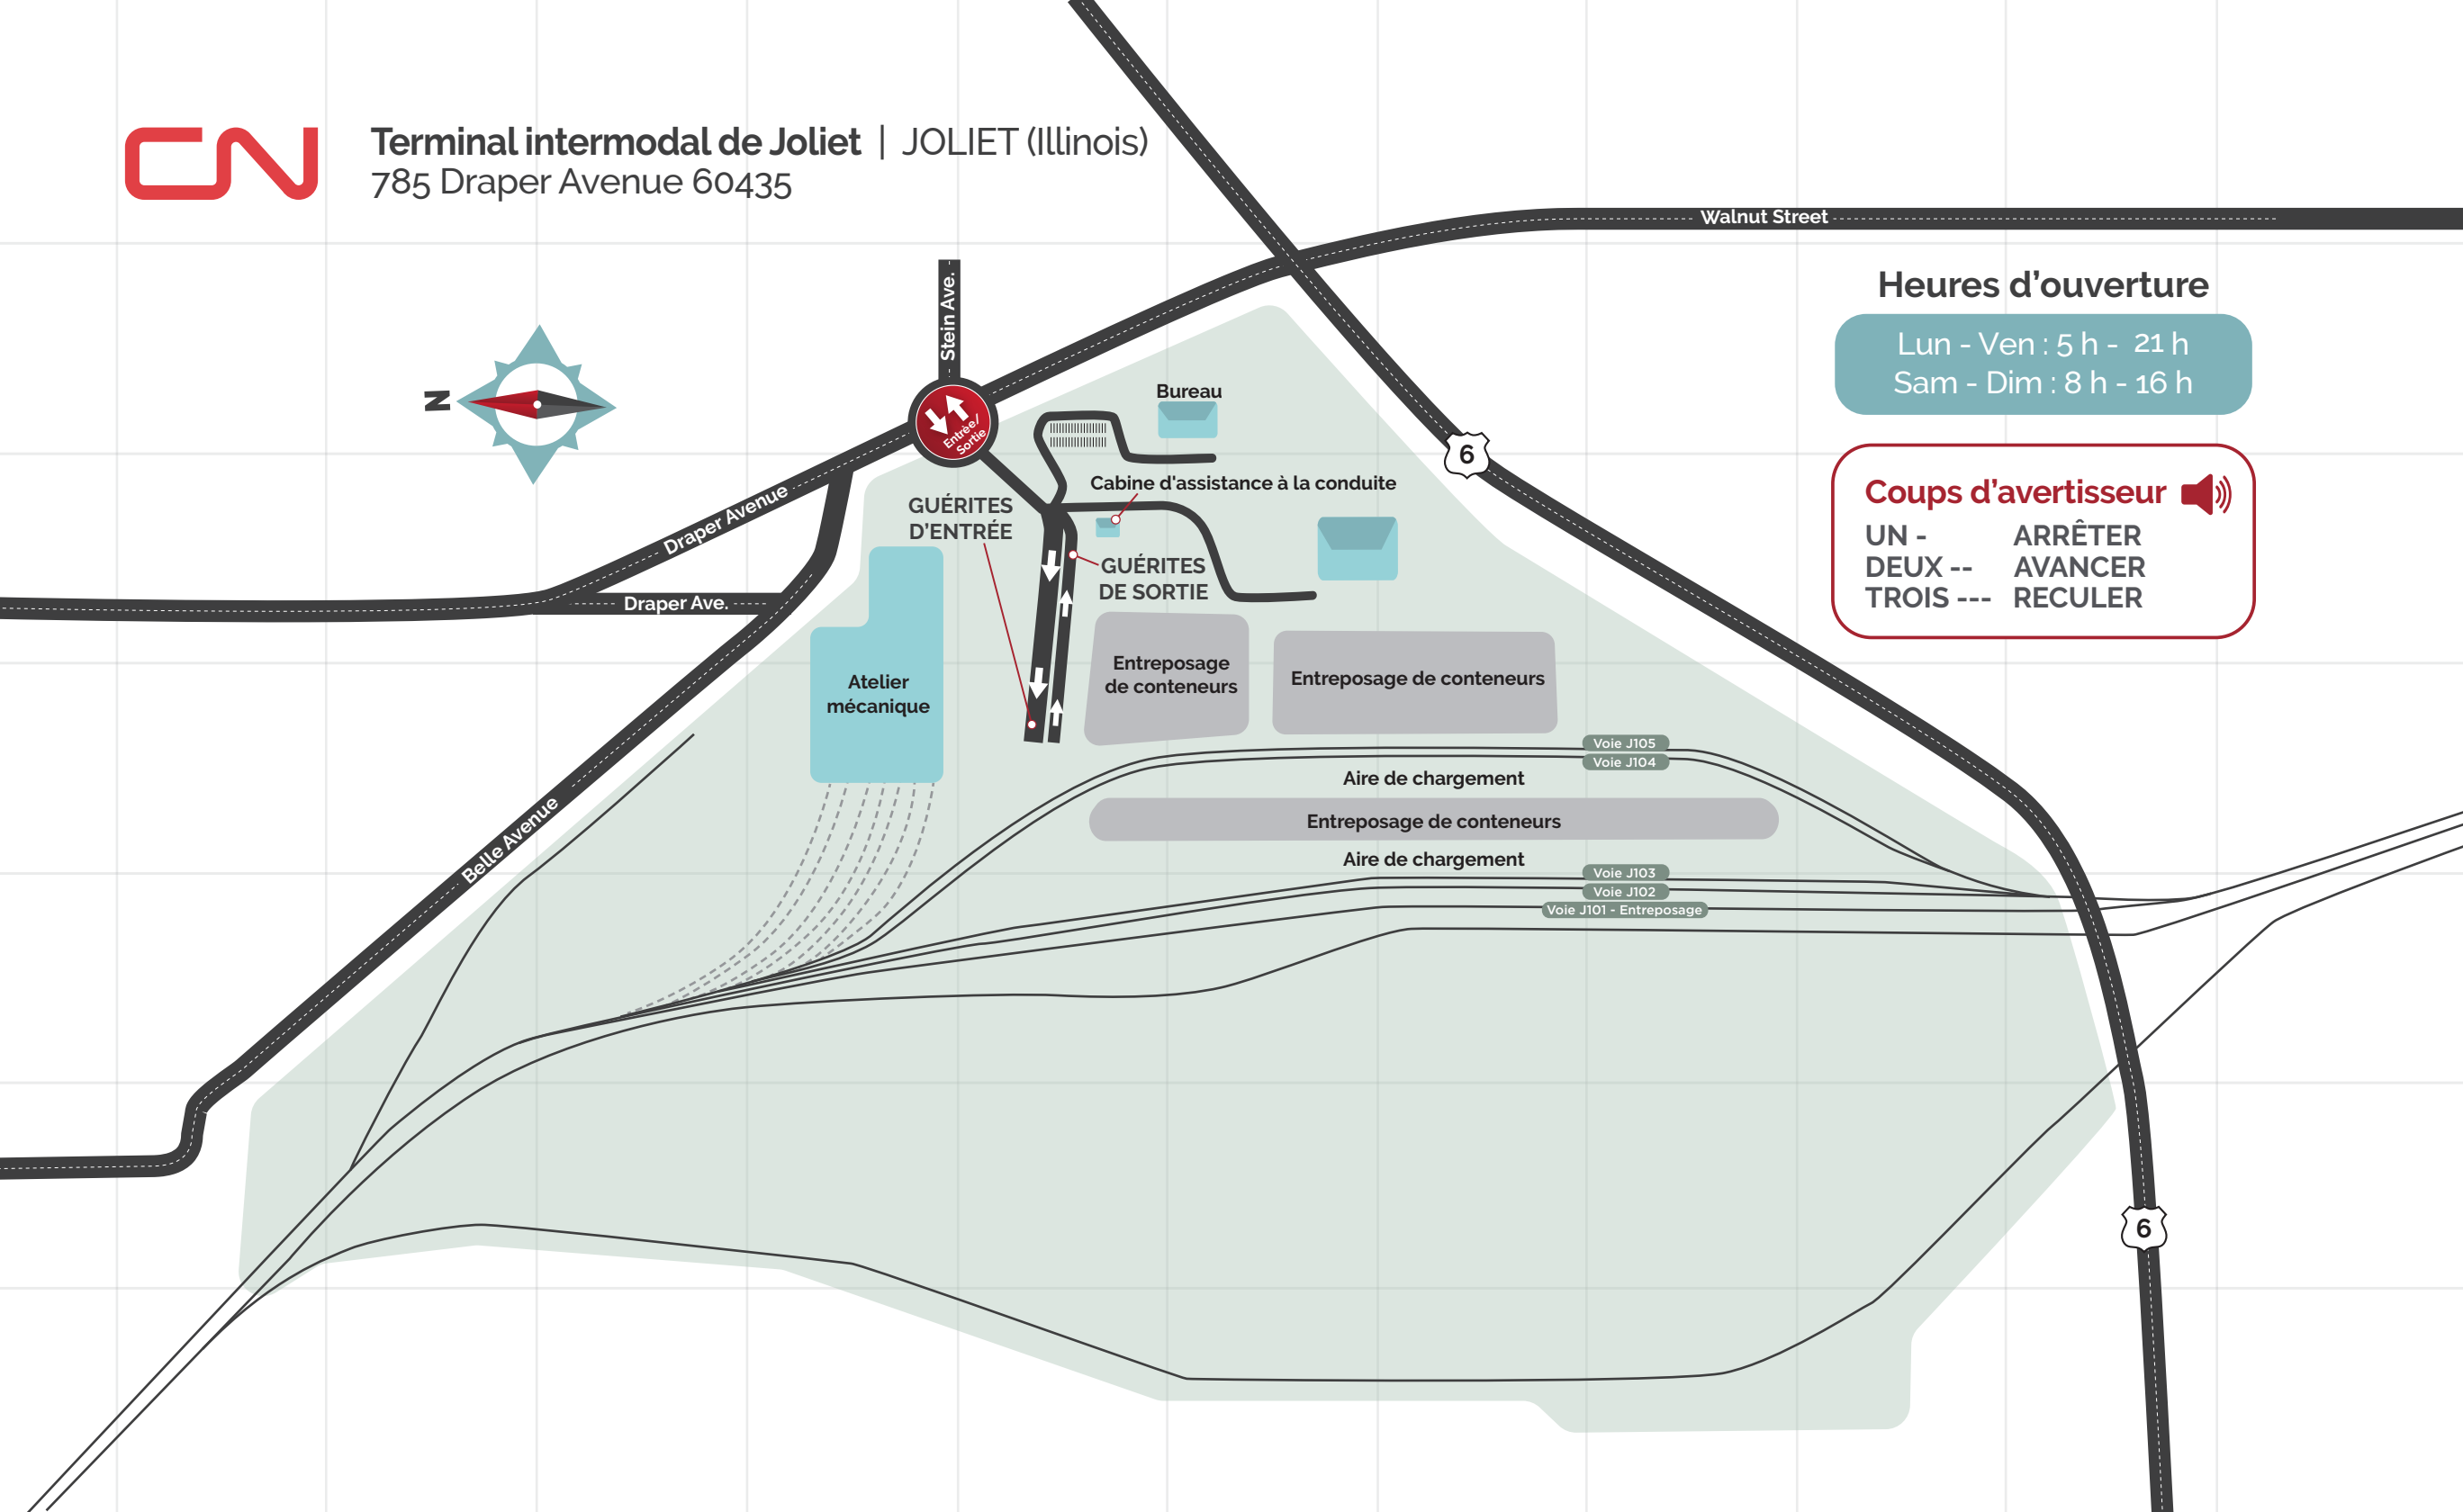 CN
Terminal intermodal de Joliet | JOLIET (Illinois)
785 Draper Avenue 60435
Walnut Street
Heures d’ouverture
Lun - Ven : 5 h - 21 h
Sam - Dim : 8 h - 16 h
Stein Ave.
N
Entrèe/
Sortie
Bureau
6
Coups d’avertisseur
UN - ARRÊTER
DEUX -- AVANCER
TROIS --- RECULER
Cabine d'assistance à la conduite
GUÉRITES
D’ENTRÉE
Draper Avenue
GUÉRITES
DE SORTIE
Draper Ave.
Atelier
mécanique
Entreposage
de conteneurs
Entreposage de conteneurs
Voie J105
Voie J104
Aire de chargement
Entreposage de conteneurs
Belle Avenue
Aire de chargement
Voie J103
Voie J102
Voie J101 - Entreposage
6